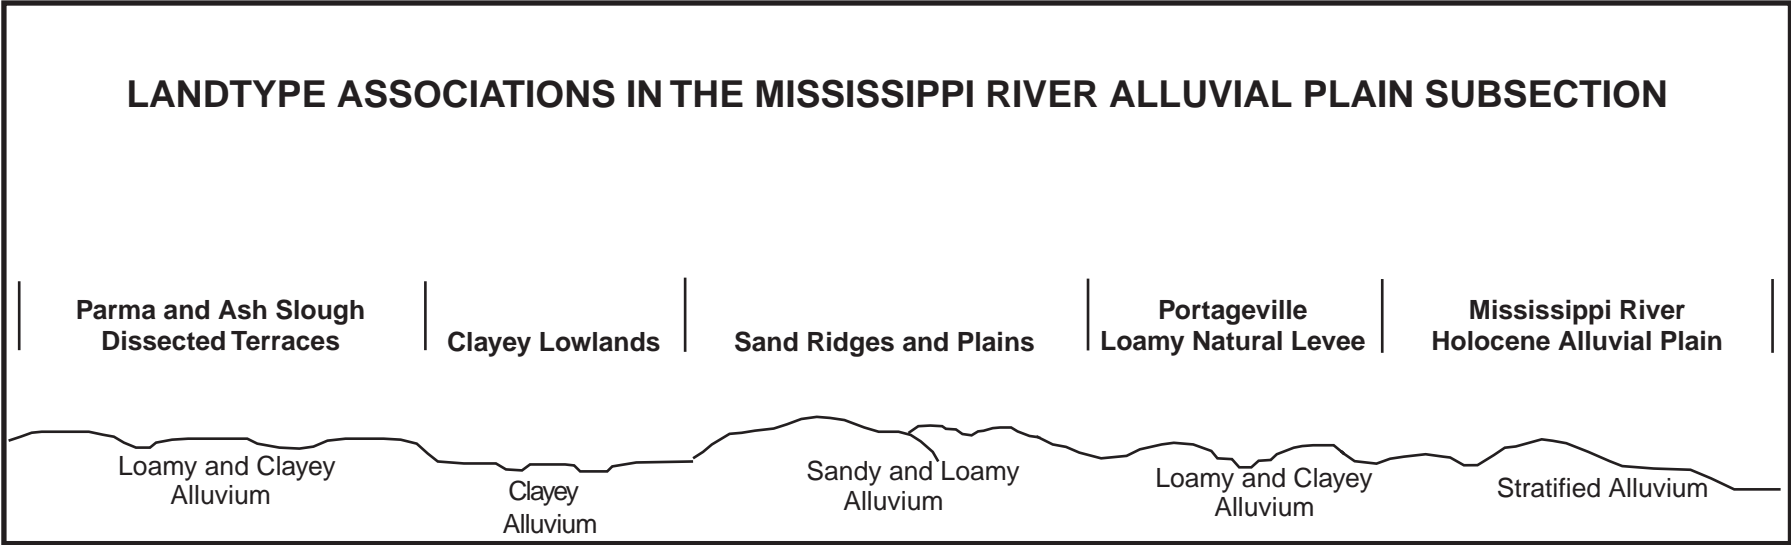 LANDTYPE ASSOCIATIONS IN THE MISSISSIPPI RIVER ALLUVIAL PLAIN SUBSECTION
Parma and Ash Slough
Dissected Terraces
Clayey Lowlands
Sand Ridges and Plains
Portageville
Loamy Natural Levee
Mississippi River
Holocene Alluvial Plain
Loamy and Clayey
Alluvium
Clayey
Alluvium
Sandy and Loamy
Alluvium
Loamy and Clayey
Alluvium
Stratified Alluvium